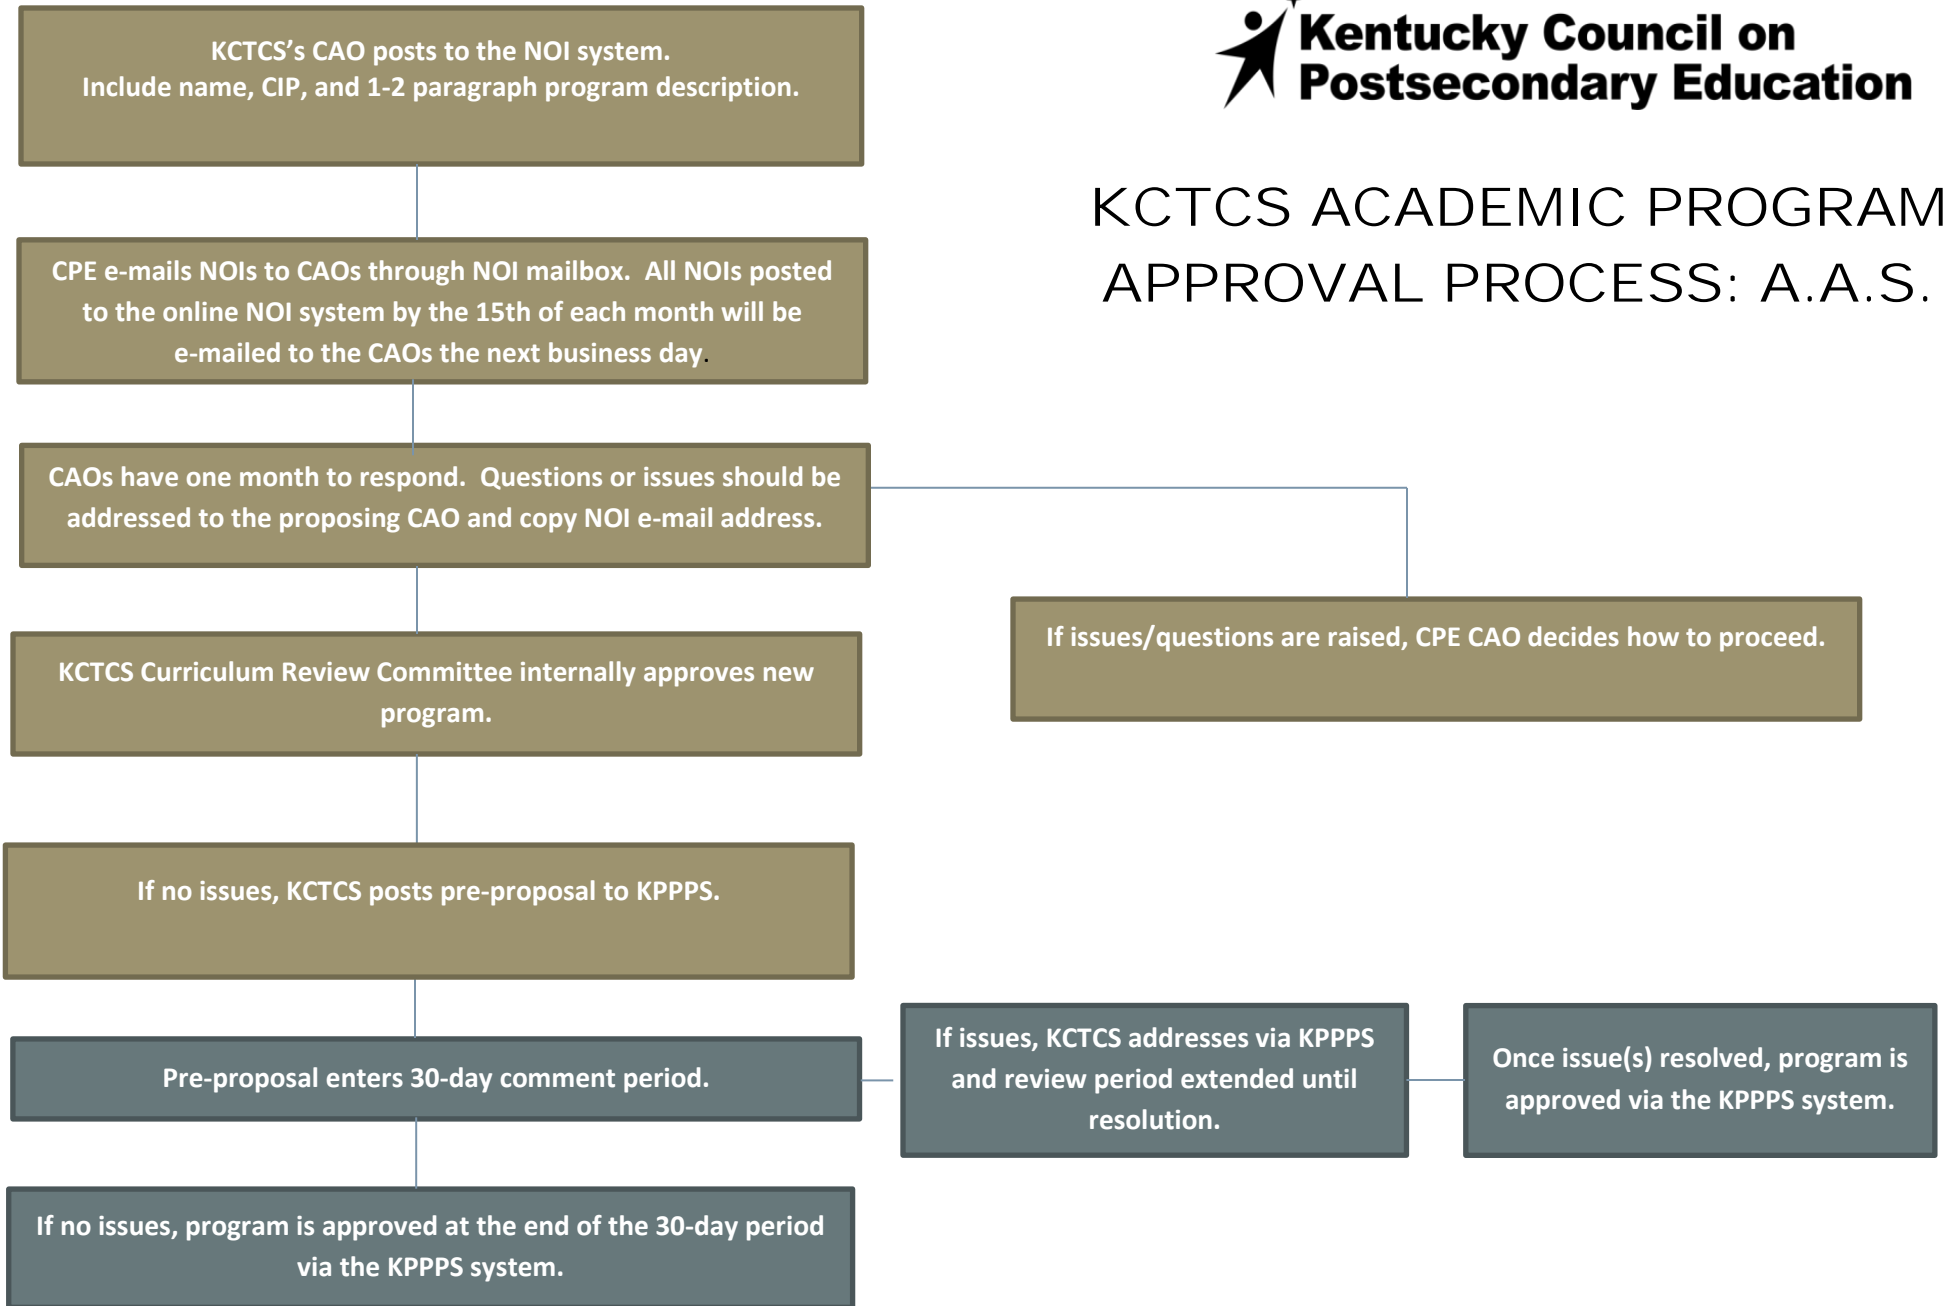 Kentucky Council on
Postsecondary Education
KCTCS ACADEMIC PROGRAM
APPROVAL PROCESS: A.A.S.
KCTCS's CAO posts to the NOI system.
Include name, CIP, and 1-2 paragraph program description.
CPE e-mails NOIs to CAOs through NOI mailbox.  All NOIs posted
to the online NOI system by the 15th of each month will be
e-mailed to the CAOs the next business day.
CAOs have one month to respond.  Questions or issues should be
addressed to the proposing CAO and copy NOI e-mail address.
If issues/questions are raised, CPE CAO decides how to proceed.
KCTCS Curriculum Review Committee internally approves new
program.
If no issues, KCTCS posts pre-proposal to KPPPS.
Pre-proposal enters 30-day comment period.
If issues, KCTCS addresses via KPPPS
and review period extended until
resolution.
Once issue(s) resolved, program is
approved via the KPPPS system.
If no issues, program is approved at the end of the 30-day period
via the KPPPS system.